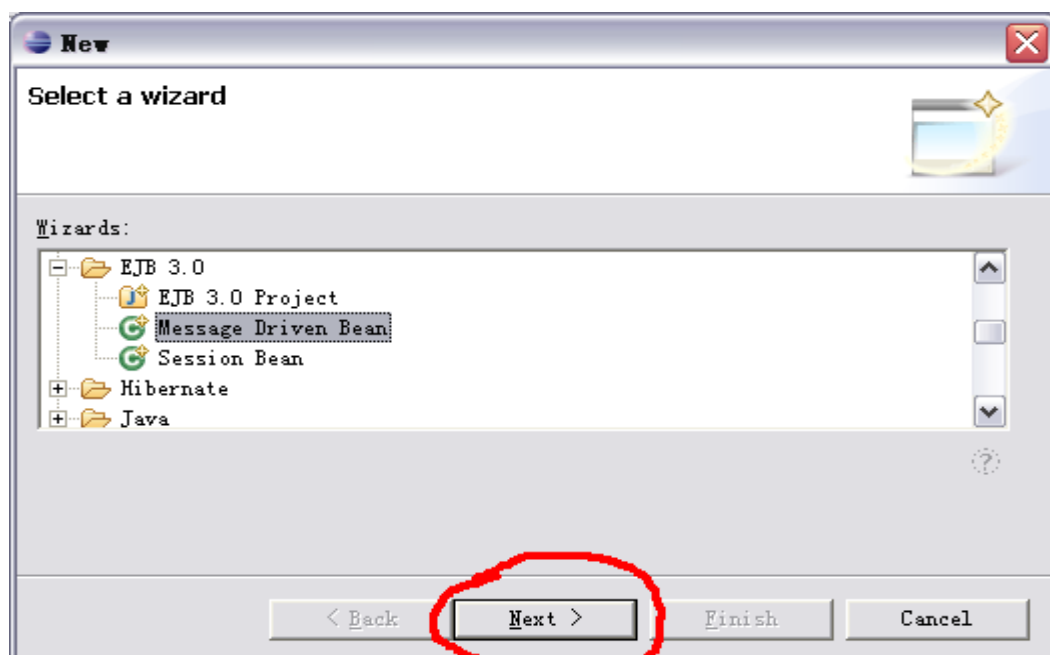 New
Select a wizard
Wizards:
EJB 3.0
EJB 3.0 Project
Message Driven Bean
Session Bean
Hibernate
Java
< Back Next > Finish Cancel